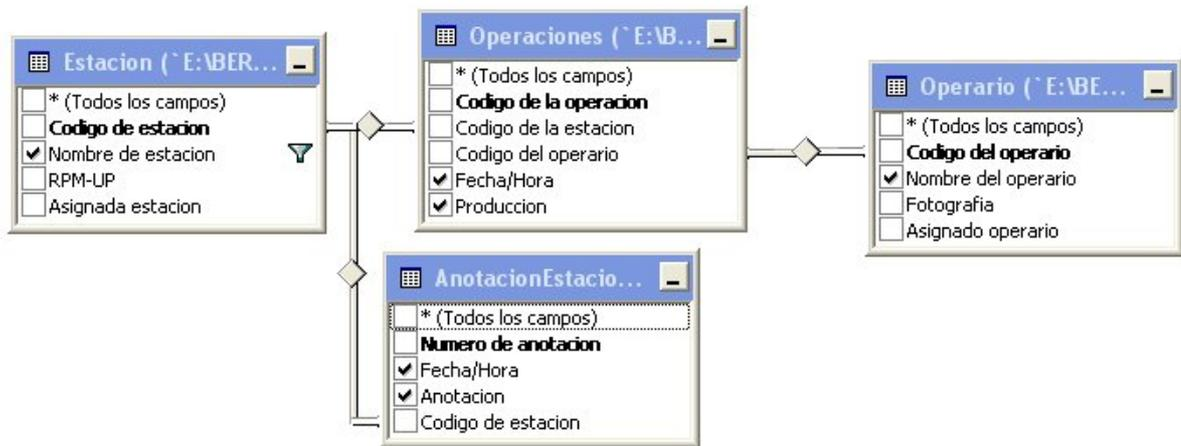 Estacion (`E:\BER...
* (Todos los campos)
Codigo de estacion
Nombre de estacion
RPM-UP
Asignada estacion
Operaciones (`E:\B...
* (Todos los campos)
Codigo de la operacion
Codigo de la estacion
Codigo del operario
Fecha/Hora
Produccion
Operario (`E:\BE...
* (Todos los campos)
Codigo del operario
Nombre del operario
Fotografia
Asignado operario
AnotacionEstacio...
* (Todos los campos)
Numero de anotacion
Fecha/Hora
Anotacion
Codigo de estacion